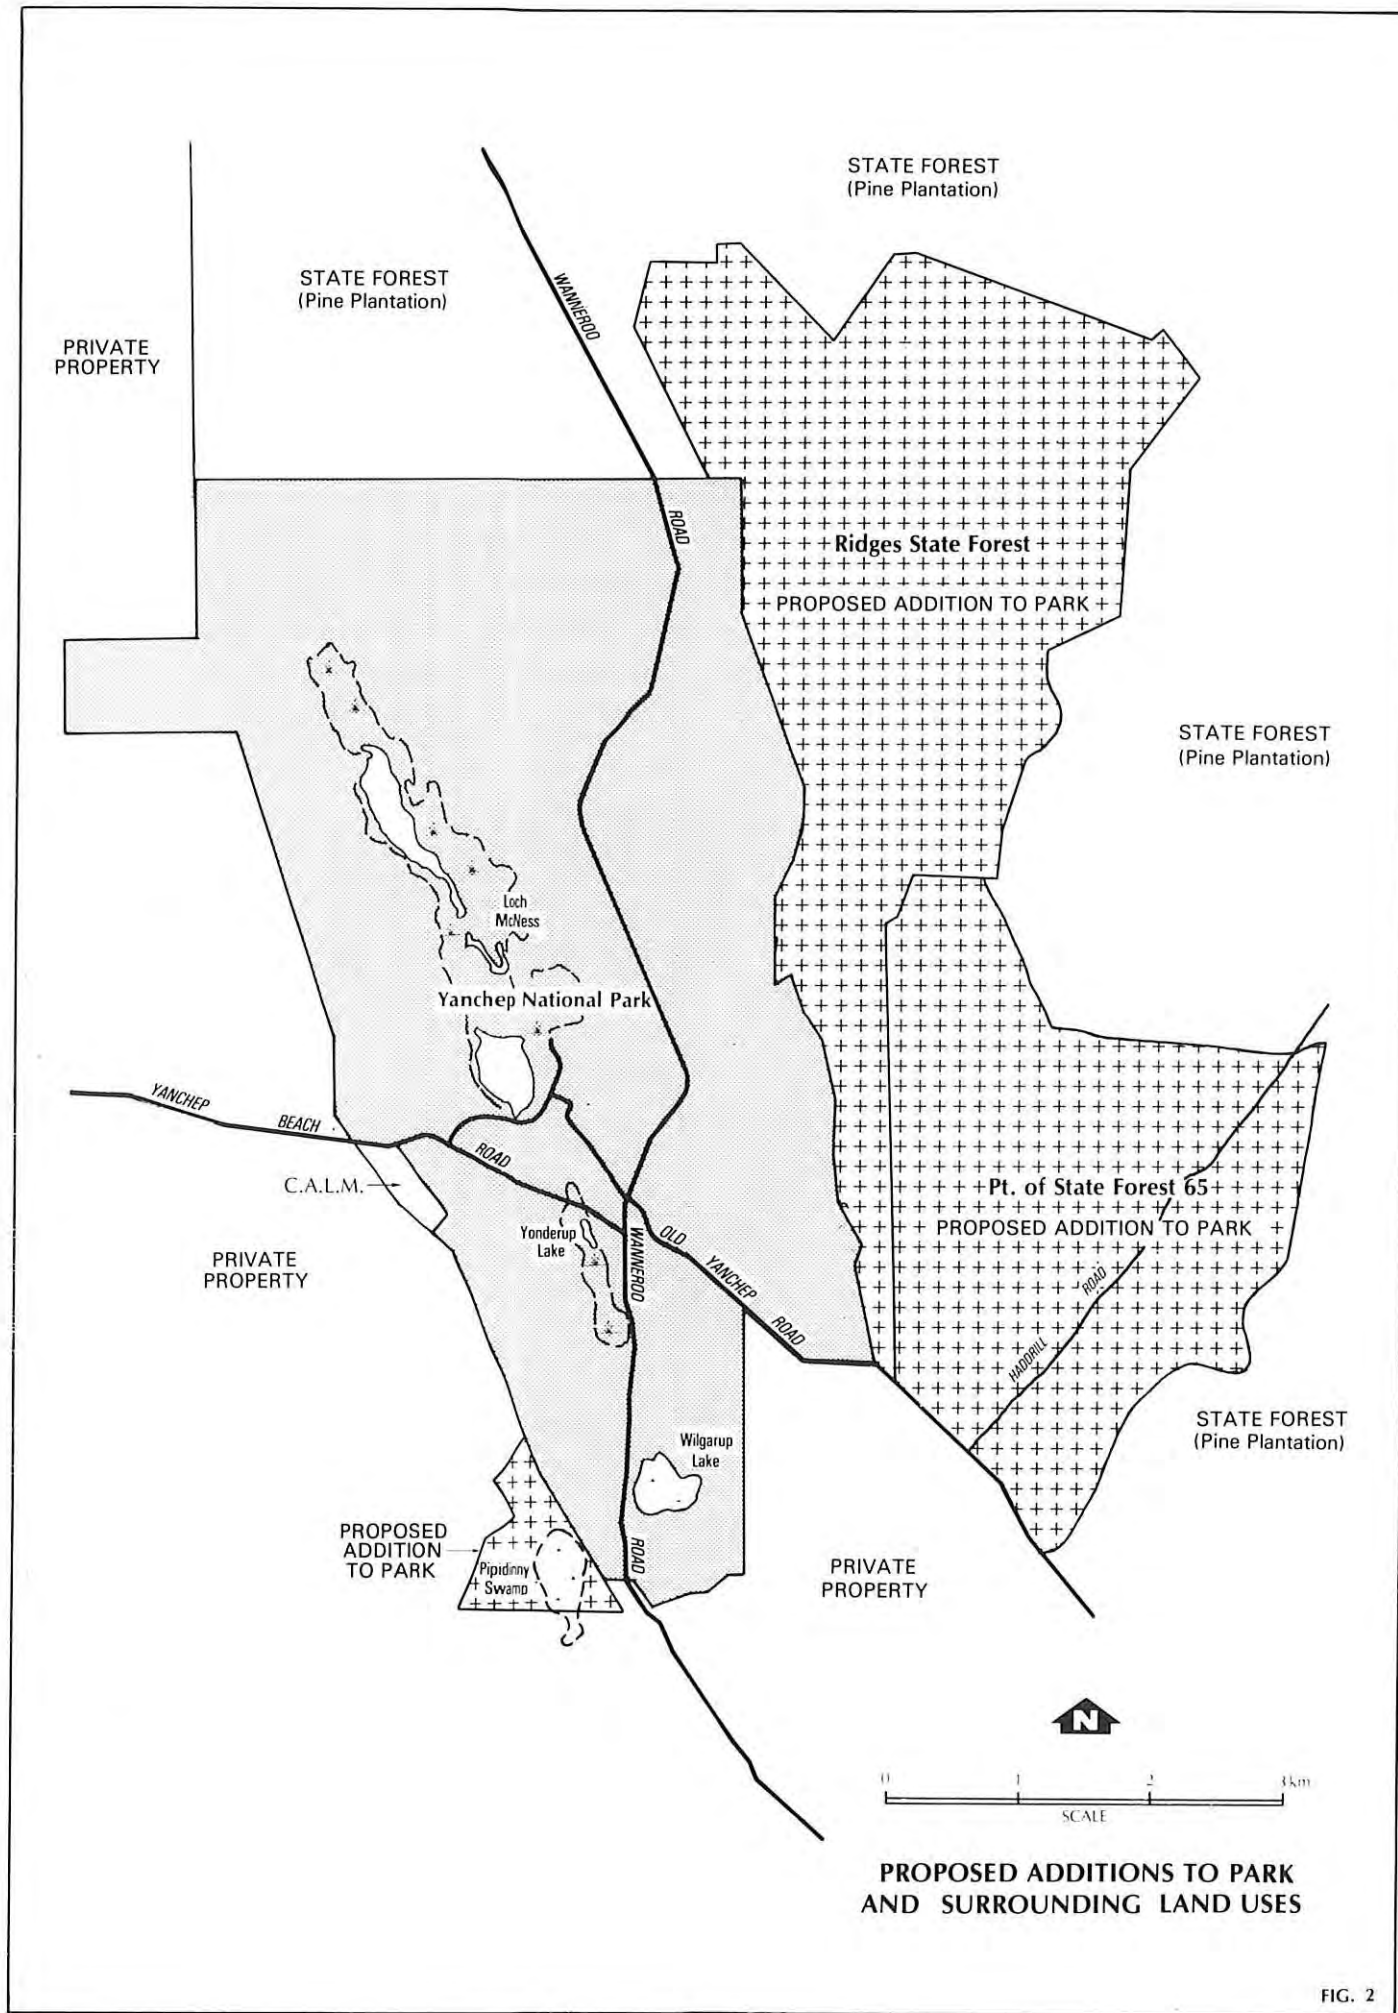 STATE FOREST
(Pine Plantation)
STATE FOREST
(Pine Plantation)
WANNEROO
PRIVATE
PROPERTY
ROAD
Ridges State Forest
PROPOSED ADDITION TO PARK
STATE FOREST
(Pine Plantation)
Loch
McNess
Yanchep National Park
YANCHEP
BEACH
ROAD
C.A.L.M.
Pt. of State Forest 65
PROPOSED ADDITION TO PARK
Yonderup
Lake
WANNEROO
OLD
YANCHEP
ROAD
PRIVATE
PROPERTY
HADDRILL
ROAD
STATE FOREST
(Pine Plantation)
Wilgarup
Lake
PROPOSED
ADDITION
TO PARK
Pipidinny
Swamp
ROAD
PRIVATE
PROPERTY
N
0 1 2 3 km
SCALE
PROPOSED ADDITIONS TO PARK
AND SURROUNDING LAND USES
FIG. 2